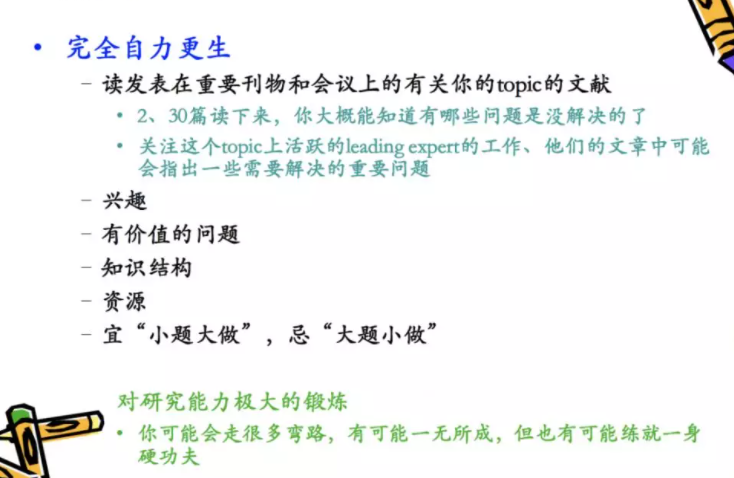 • 完全自力更生
– 读发表在重要刊物和会议上的有关你的topic的文献
• 2、30篇读下来，你大概能知道有哪些问题是没解决的了
• 关注这个topic上活跃的leading expert的工作、他们的文章中可能
会指出一些需要解决的重要问题
– 兴趣
– 有价值的问题
– 知识结构
– 资源
– 宜“小题大做”，忌“大题小做”
对研究能力极大的锻炼
• 你可能会走很多弯路，有可能一无所成，但也有可能练就一身
硬功夫